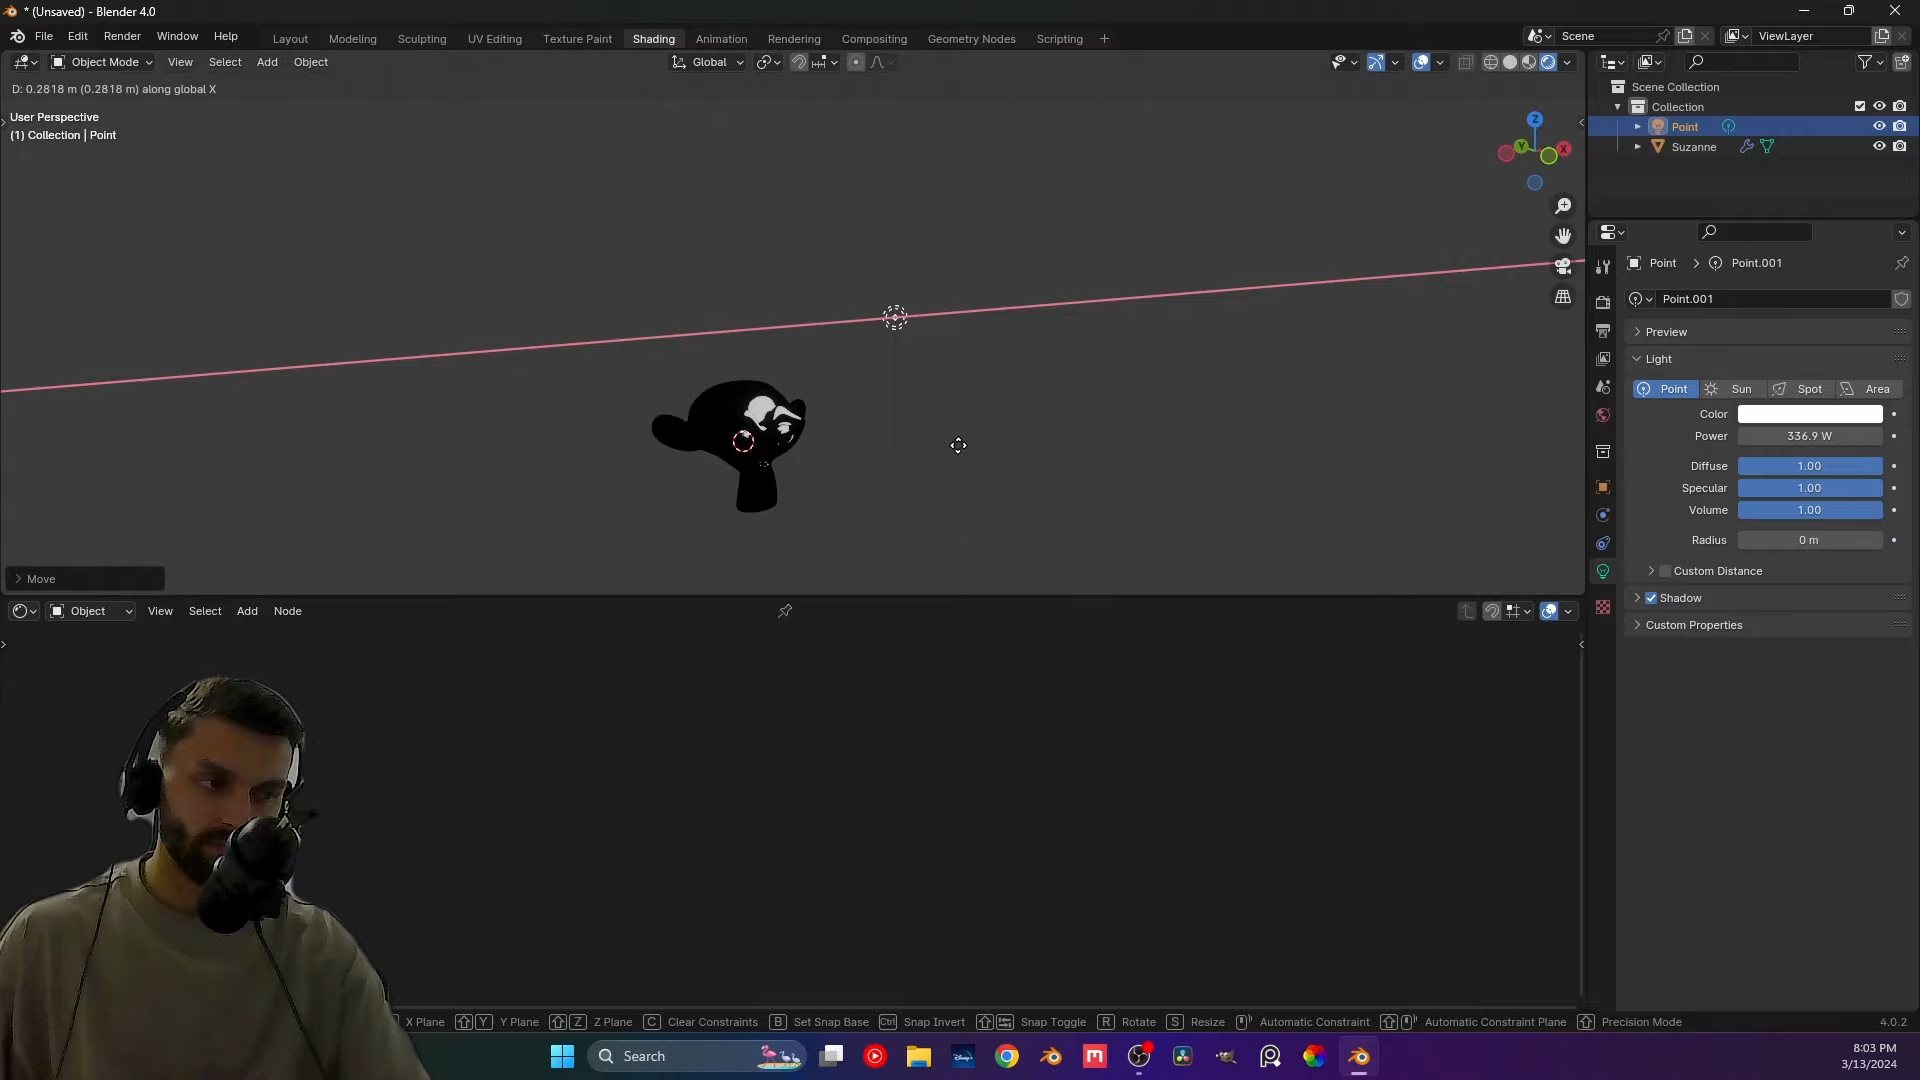 * (Unsaved) - Blender 4.0
File Edit Render Window Help Layout Modeling Sculpting UV Editing Texture Paint Shading Animation Rendering Compositing Geometry Nodes Scripting + Scene ViewLayer
Object Mode View Select Add Object Global
D: 0.2818 m (0.2818 m) along global X
User Perspective
(1) Collection | Point
Z
Y X
Move
Object View Select Add Node
Scene Collection
Collection
Point
Suzanne
Point > Point.001
Point.001
Preview
Light
Point Sun Spot Area
Color
Power 336.9 W
Diffuse 1.00
Specular 1.00
Volume 1.00
Radius 0 m
Custom Distance
Shadow
Custom Properties
X Plane Y Y Plane Z Z Plane C Clear Constraints B Set Snap Base Ctrl Snap Invert Snap Toggle R Rotate S Resize Automatic Constraint Automatic Constraint Plane Precision Mode 4.0.2
Search
Disney+
M
8:03 PM
3/13/2024